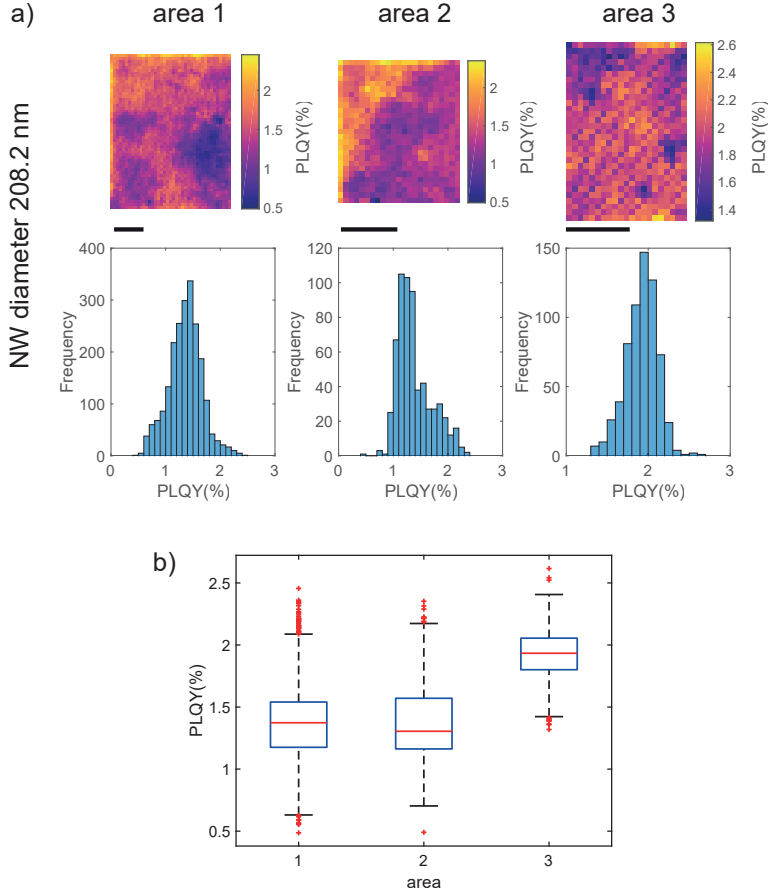 a)
area 1
area 2
area 3
NW diameter 208.2 nm
2
1.5
1
0.5
PLQY(%)
2
1.5
1
0.5
PLQY(%)
2.6
2.4
2.2
2
1.8
1.6
1.4
PLQY(%)
400
300
200
100
0
Frequency
0 1 2 3
PLQY(%)
120
100
80
60
40
20
0
Frequency
0 1 2 3
PLQY(%)
150
100
50
0
Frequency
1 2 3
PLQY(%)
b)
2.5
2
1.5
1
0.5
PLQY(%)
1 2 3
area